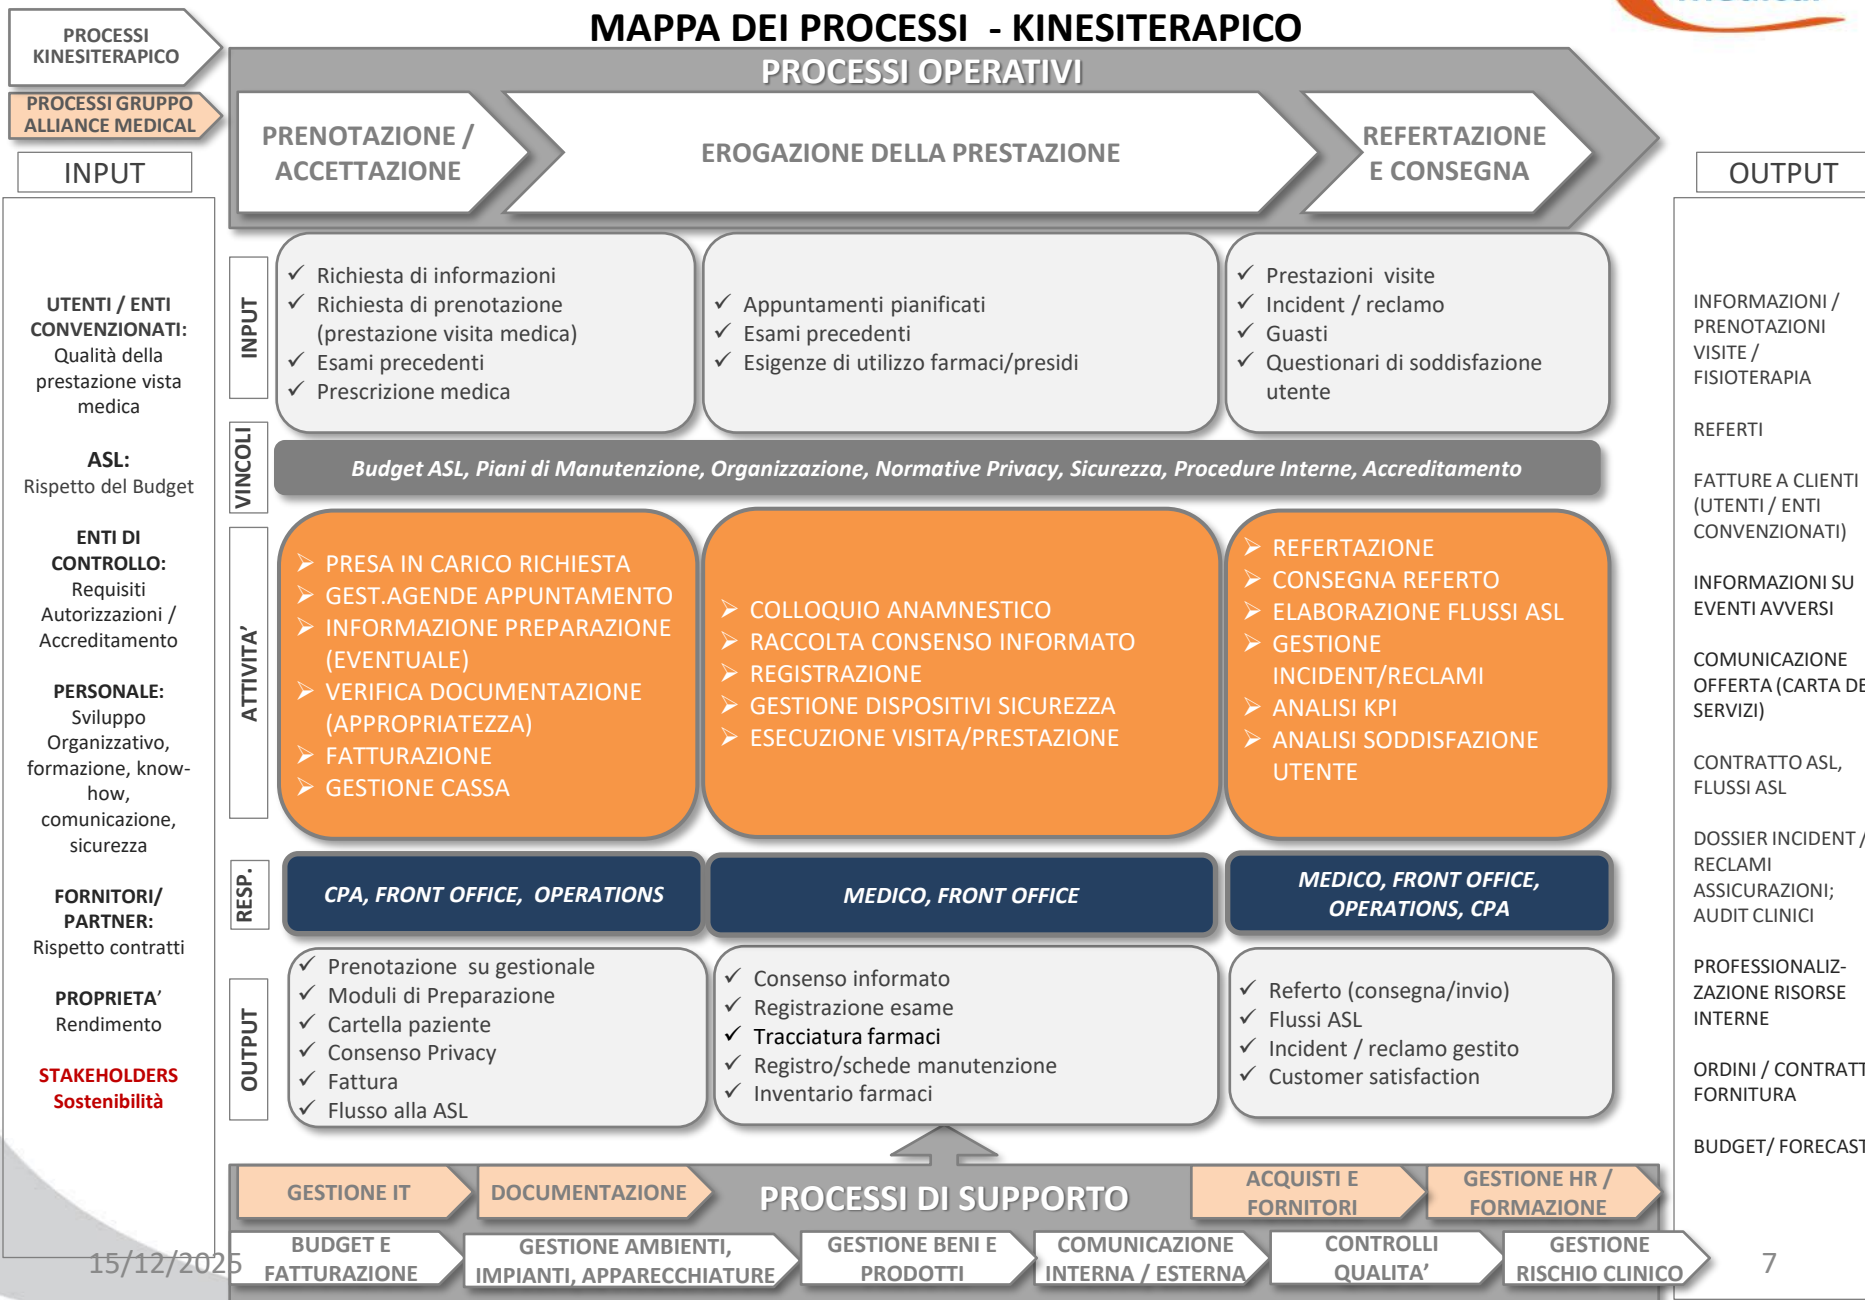 MAPPA DEI PROCESSI - KINESITERAPICO
PROCESSI
KINESITERAPICO
PROCESSI GRUPPO
ALLIANCE MEDICAL
PROCESSI OPERATIVI
PRENOTAZIONE /
ACCETTAZIONE
EROGAZIONE DELLA PRESTAZIONE
REFERTAZIONE
E CONSEGNA
INPUT
UTENTI / ENTI
CONVENZIONATI:
Qualità della
prestazione vista
medica
ASL:
Rispetto del Budget
ENTI DI
CONTROLLO:
Requisiti
Autorizzazioni /
Accreditamento
PERSONALE:
Sviluppo
Organizzativo,
formazione, know-
how,
comunicazione,
sicurezza
FORNITORI/
PARTNER:
Rispetto contratti
PROPRIETA’
Rendimento
STAKEHOLDERS
Sostenibilità
INPUT
✓ Richiesta di informazioni
✓ Richiesta di prenotazione
(prestazione visita medica)
✓ Esami precedenti
✓ Prescrizione medica
✓ Appuntamenti pianificati
✓ Esami precedenti
✓ Esigenze di utilizzo farmaci/presidi
✓ Prestazioni visite
✓ Incident / reclamo
✓ Guasti
✓ Questionari di soddisfazione
utente
VINCOLI
Budget ASL, Piani di Manutenzione, Organizzazione, Normative Privacy, Sicurezza, Procedure Interne, Accreditamento
ATTIVITA’
➢ PRESA IN CARICO RICHIESTA
➢ GEST.AGENDE APPUNTAMENTO
➢ INFORMAZIONE PREPARAZIONE
(EVENTUALE)
➢ VERIFICA DOCUMENTAZIONE
(APPROPRIATEZZA)
➢ FATTURAZIONE
➢ GESTIONE CASSA
➢ COLLOQUIO ANAMNESTICO
➢ RACCOLTA CONSENSO INFORMATO
➢ REGISTRAZIONE
➢ GESTIONE DISPOSITIVI SICUREZZA
➢ ESECUZIONE VISITA/PRESTAZIONE
➢ REFERTAZIONE
➢ CONSEGNA REFERTO
➢ ELABORAZIONE FLUSSI ASL
➢ GESTIONE
INCIDENT/RECLAMI
➢ ANALISI KPI
➢ ANALISI SODDISFAZIONE
UTENTE
RESP.
CPA, FRONT OFFICE, OPERATIONS
MEDICO, FRONT OFFICE
MEDICO, FRONT OFFICE,
OPERATIONS, CPA
OUTPUT
✓ Prenotazione su gestionale
✓ Moduli di Preparazione
✓ Cartella paziente
✓ Consenso Privacy
✓ Fattura
✓ Flusso alla ASL
✓ Consenso informato
✓ Registrazione esame
✓ Tracciatura farmaci
✓ Registro/schede manutenzione
✓ Inventario farmaci
✓ Referto (consegna/invio)
✓ Flussi ASL
✓ Incident / reclamo gestito
✓ Customer satisfaction
OUTPUT
INFORMAZIONI /
PRENOTAZIONI
VISITE /
FISIOTERAPIA
REFERTI
FATTURE A CLIENTI
(UTENTI / ENTI
CONVENZIONATI)
INFORMAZIONI SU
EVENTI AVVERSI
COMUNICAZIONE
OFFERTA (CARTA DE
SERVIZI)
CONTRATTO ASL,
FLUSSI ASL
DOSSIER INCIDENT /
RECLAMI
ASSICURAZIONI;
AUDIT CLINICI
PROFESSIONALIZ-
ZAZIONE RISORSE
INTERNE
ORDINI / CONTRATT
FORNITURA
BUDGET/ FORECAST
PROCESSI DI SUPPORTO
GESTIONE IT
DOCUMENTAZIONE
ACQUISTI E
FORNITORI
GESTIONE HR /
FORMAZIONE
BUDGET E
FATTURAZIONE
GESTIONE AMBIENTI,
IMPIANTI, APPARECCHIATURE
GESTIONE BENI E
PRODOTTI
COMUNICAZIONE
INTERNA / ESTERNA
CONTROLLI
QUALITA’
GESTIONE
RISCHIO CLINICO
15/12/2025
7